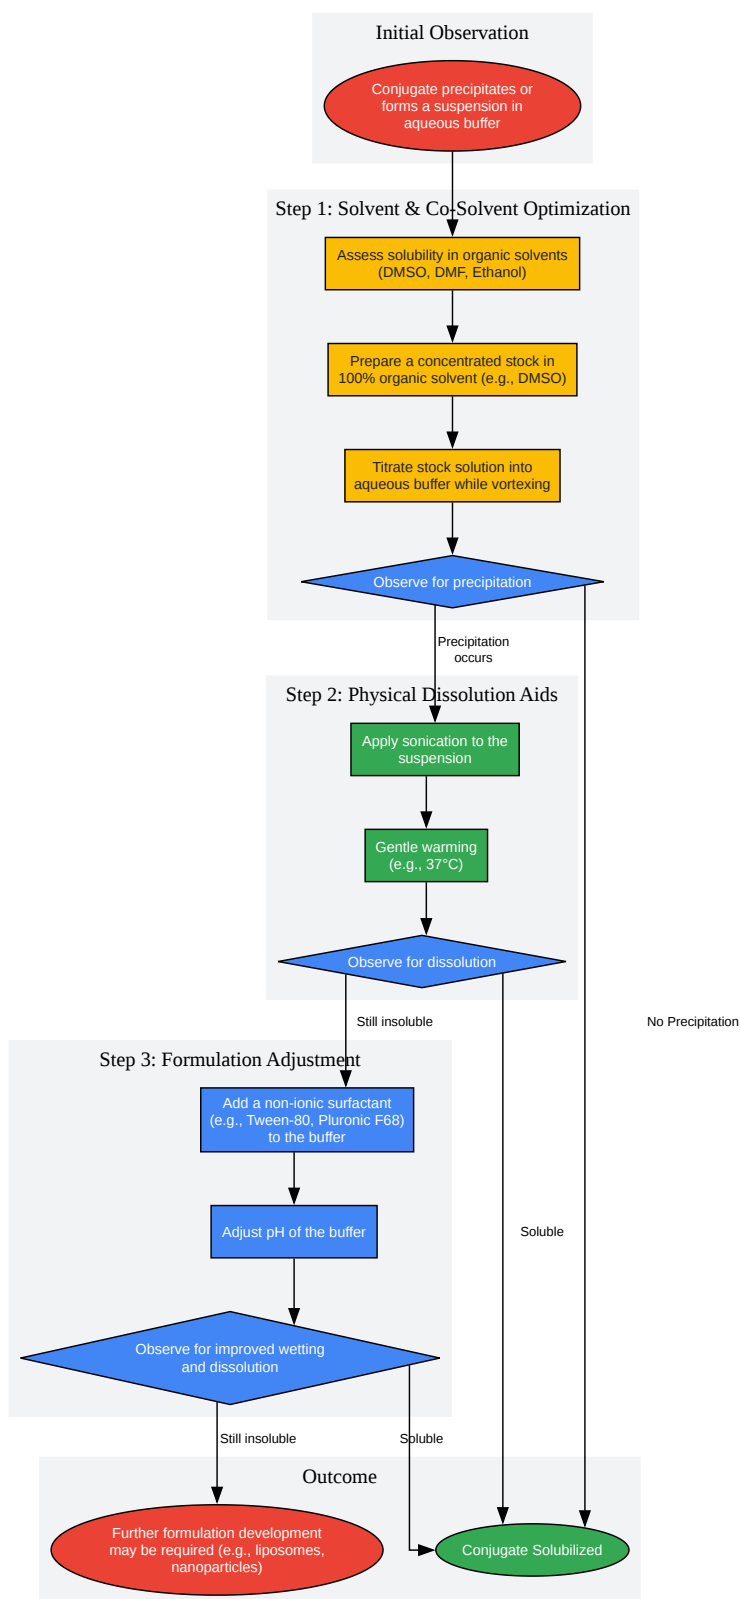 Initial Observation
Conjugate precipitates or
forms a suspension in
aqueous buffer
Step 1: Solvent & Co-Solvent Optimization
Assess solubility in organic solvents
(DMSO, DMF, Ethanol)
Prepare a concentrated stock in
100% organic solvent (e.g., DMSO)
Titrate stock solution into
aqueous buffer while vortexing
Observe for precipitation
Precipitation
occurs
Step 2: Physical Dissolution Aids
Apply sonication to the
suspension
Gentle warming
(e.g., 37°C)
Observe for dissolution
Still insoluble
No Precipitation
Step 3: Formulation Adjustment
Add a non-ionic surfactant
(e.g., Tween-80, Pluronic F68)
to the buffer
Adjust pH of the buffer
Soluble
Observe for improved wetting
and dissolution
Still insoluble
Soluble
Outcome
Further formulation development
may be required (e.g., liposomes,
nanoparticles)
Conjugate Solubilized